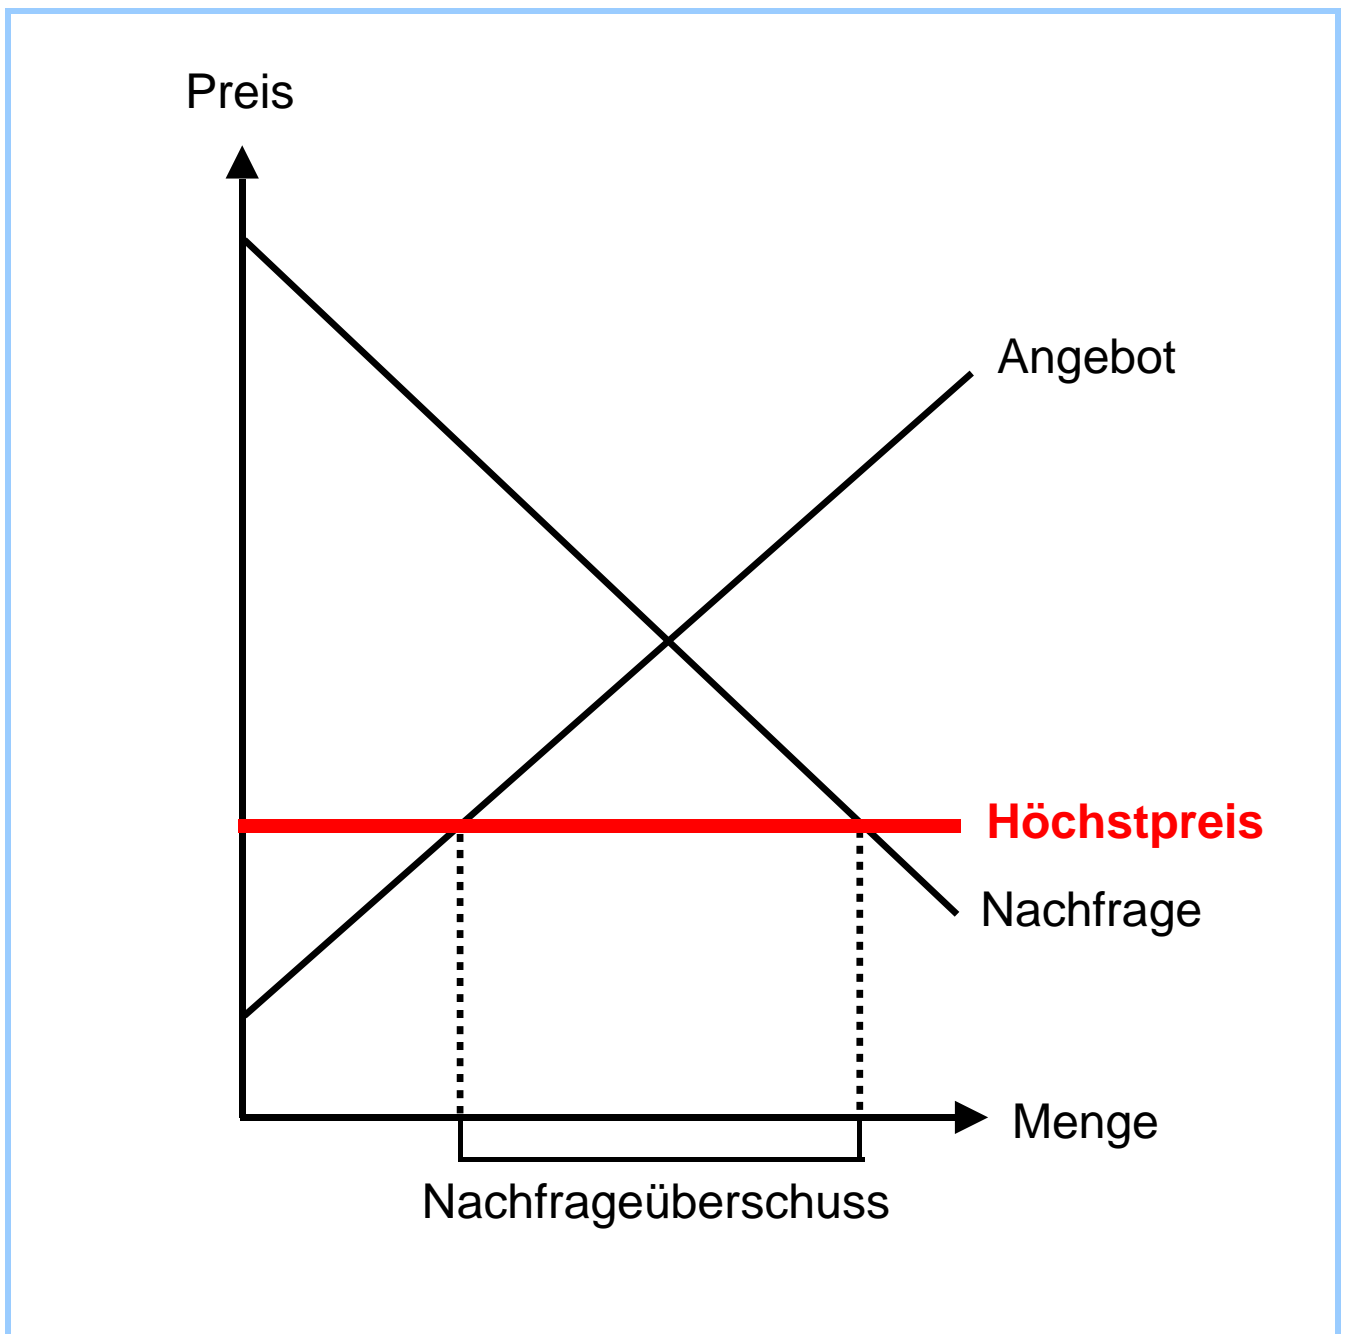 Preis
Angebot
Höchstpreis
Nachfrage
Menge
Nachfrageüberschuss